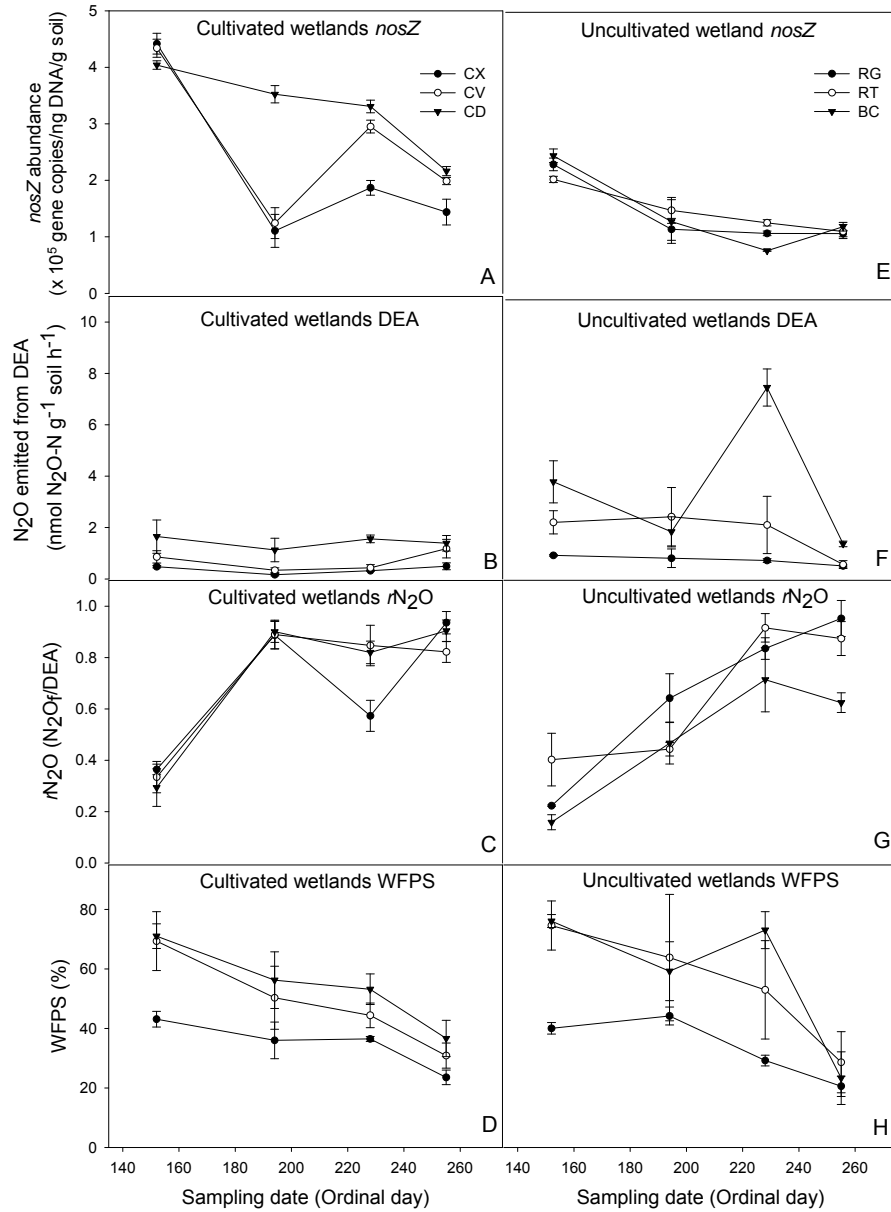 Cultivated wetlands nosZ
Uncultivated wetland nosZ
nosZ abundance
(x 10⁵ gene copies/ng DNA/g soil)
5
4
3
2
1
0
CX
CV
CD
RG
RT
BC
A
E
Cultivated wetlands DEA
Uncultivated wetlands DEA
N₂O emitted from DEA
(nmol N₂O-N g⁻¹ soil h⁻¹)
10
8
6
4
2
0
B
F
Cultivated wetlands rN₂O
Uncultivated wetlands rN₂O
rN₂O (N₂Of/DEA)
1.0
0.8
0.6
0.4
0.2
0.0
C
G
Cultivated wetlands WFPS
Uncultivated wetlands WFPS
WFPS (%)
80
60
40
20
0
D
H
140 160 180 200 220 240 260
140 160 180 200 220 240 260
Sampling date (Ordinal day)
Sampling date (Ordinal day)